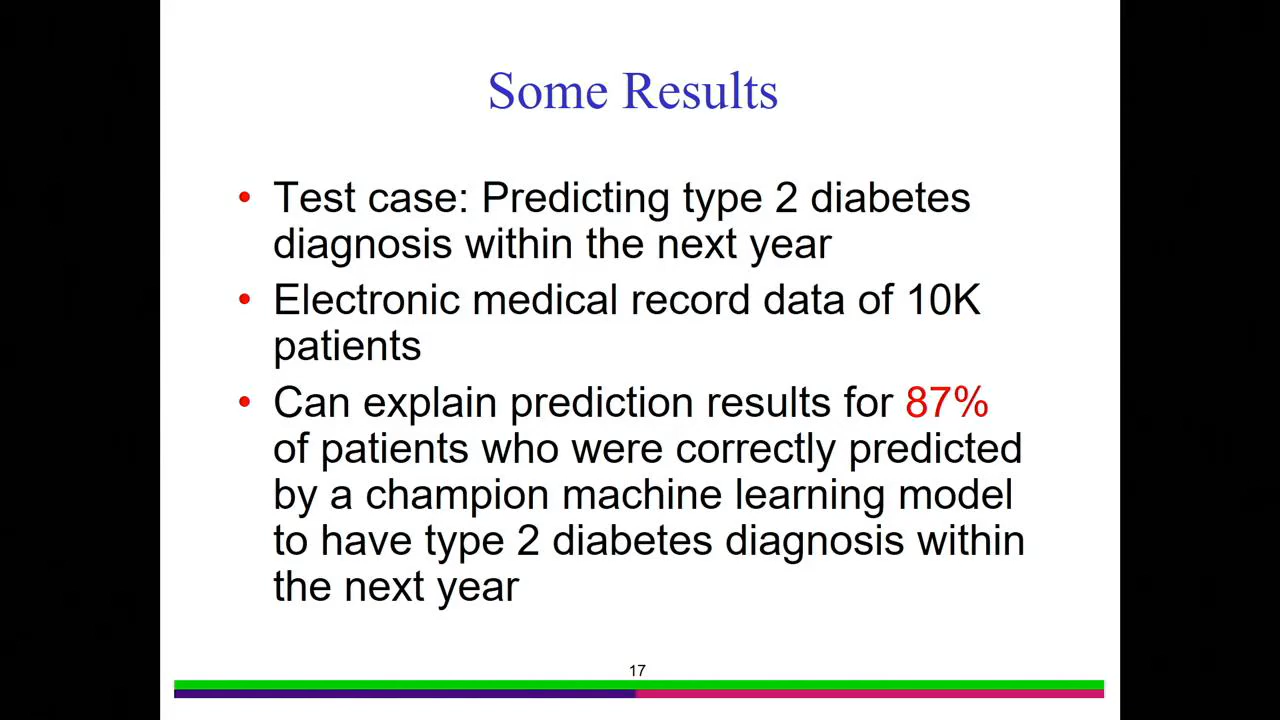 Some Results
• Test case: Predicting type 2 diabetes
diagnosis within the next year
• Electronic medical record data of 10K
patients
• Can explain prediction results for 87%
of patients who were correctly predicted
by a champion machine learning model
to have type 2 diabetes diagnosis within
the next year
17